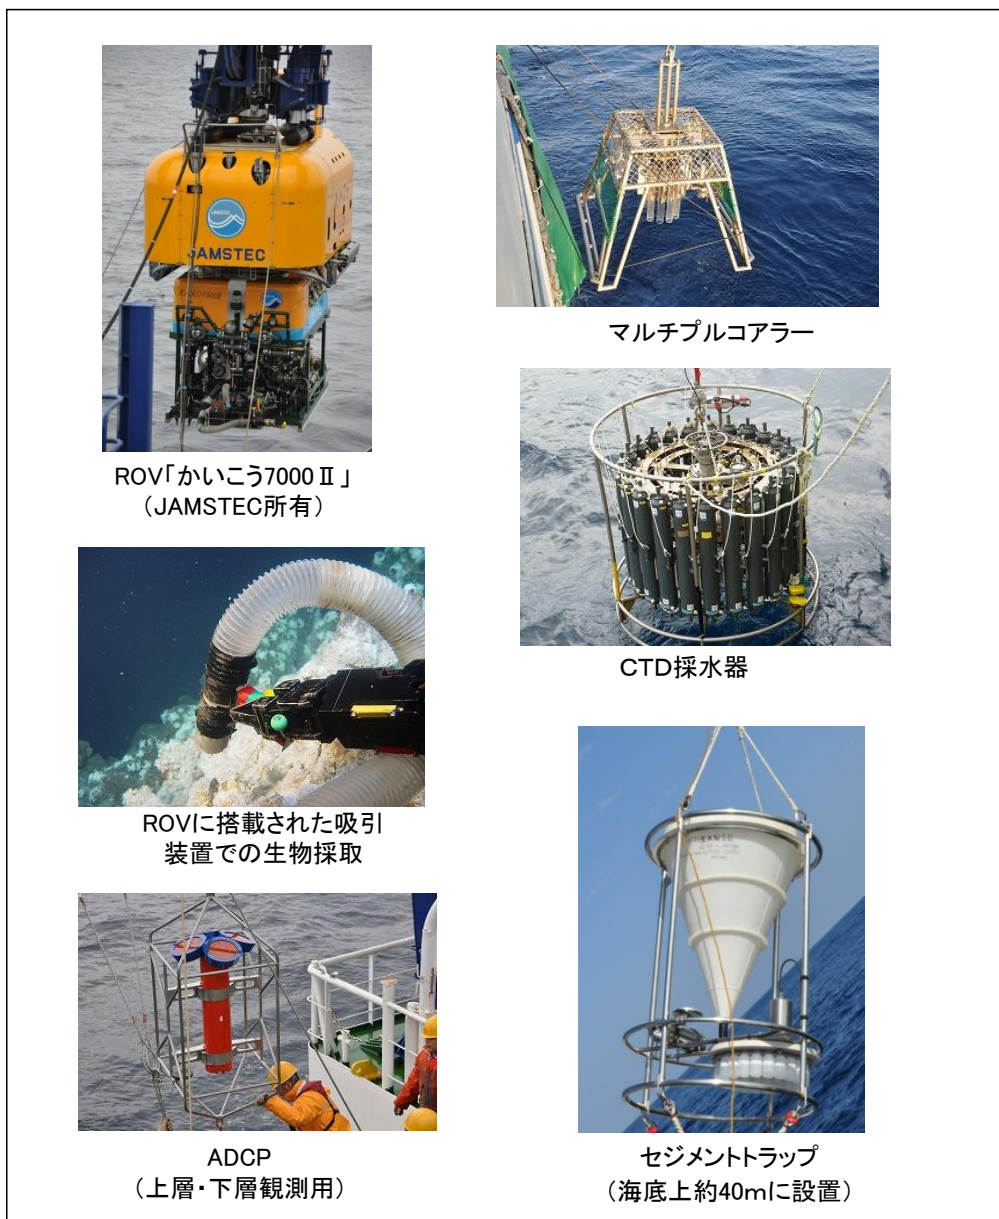 JAMSTEC
KAIKO7000Ⅱ
ROV「かいこう7000Ⅱ」
（JAMSTEC所有）
マルチプルコアラー
CTD採水器
ROVに搭載された吸引
装置での生物採取
ADCP
（上層・下層観測用）
セジメントトラップ
（海底上約40mに設置）